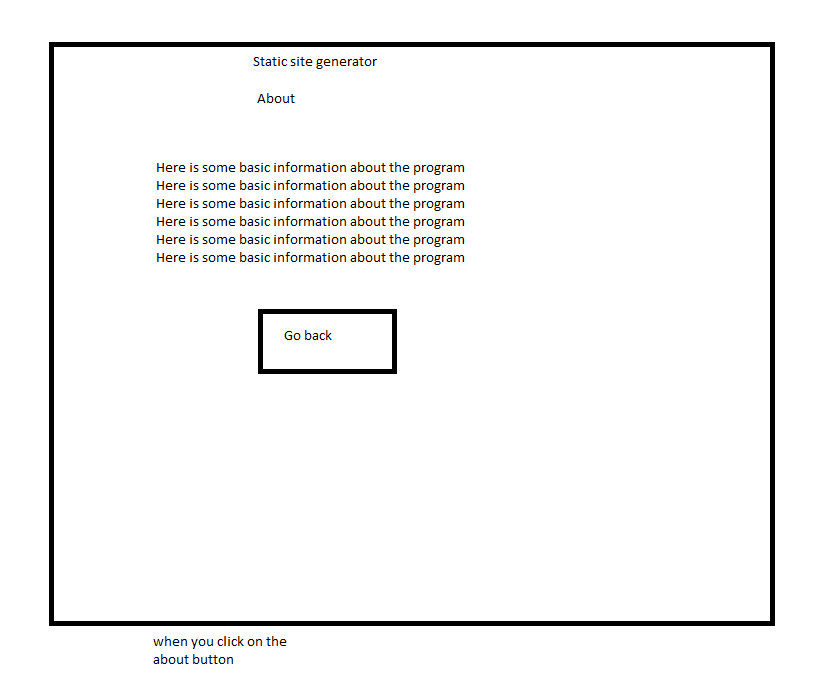 Static site generator
About
Here is some basic information about the program
Here is some basic information about the program
Here is some basic information about the program
Here is some basic information about the program
Here is some basic information about the program
Here is some basic information about the program
Go back
when you click on the
about button